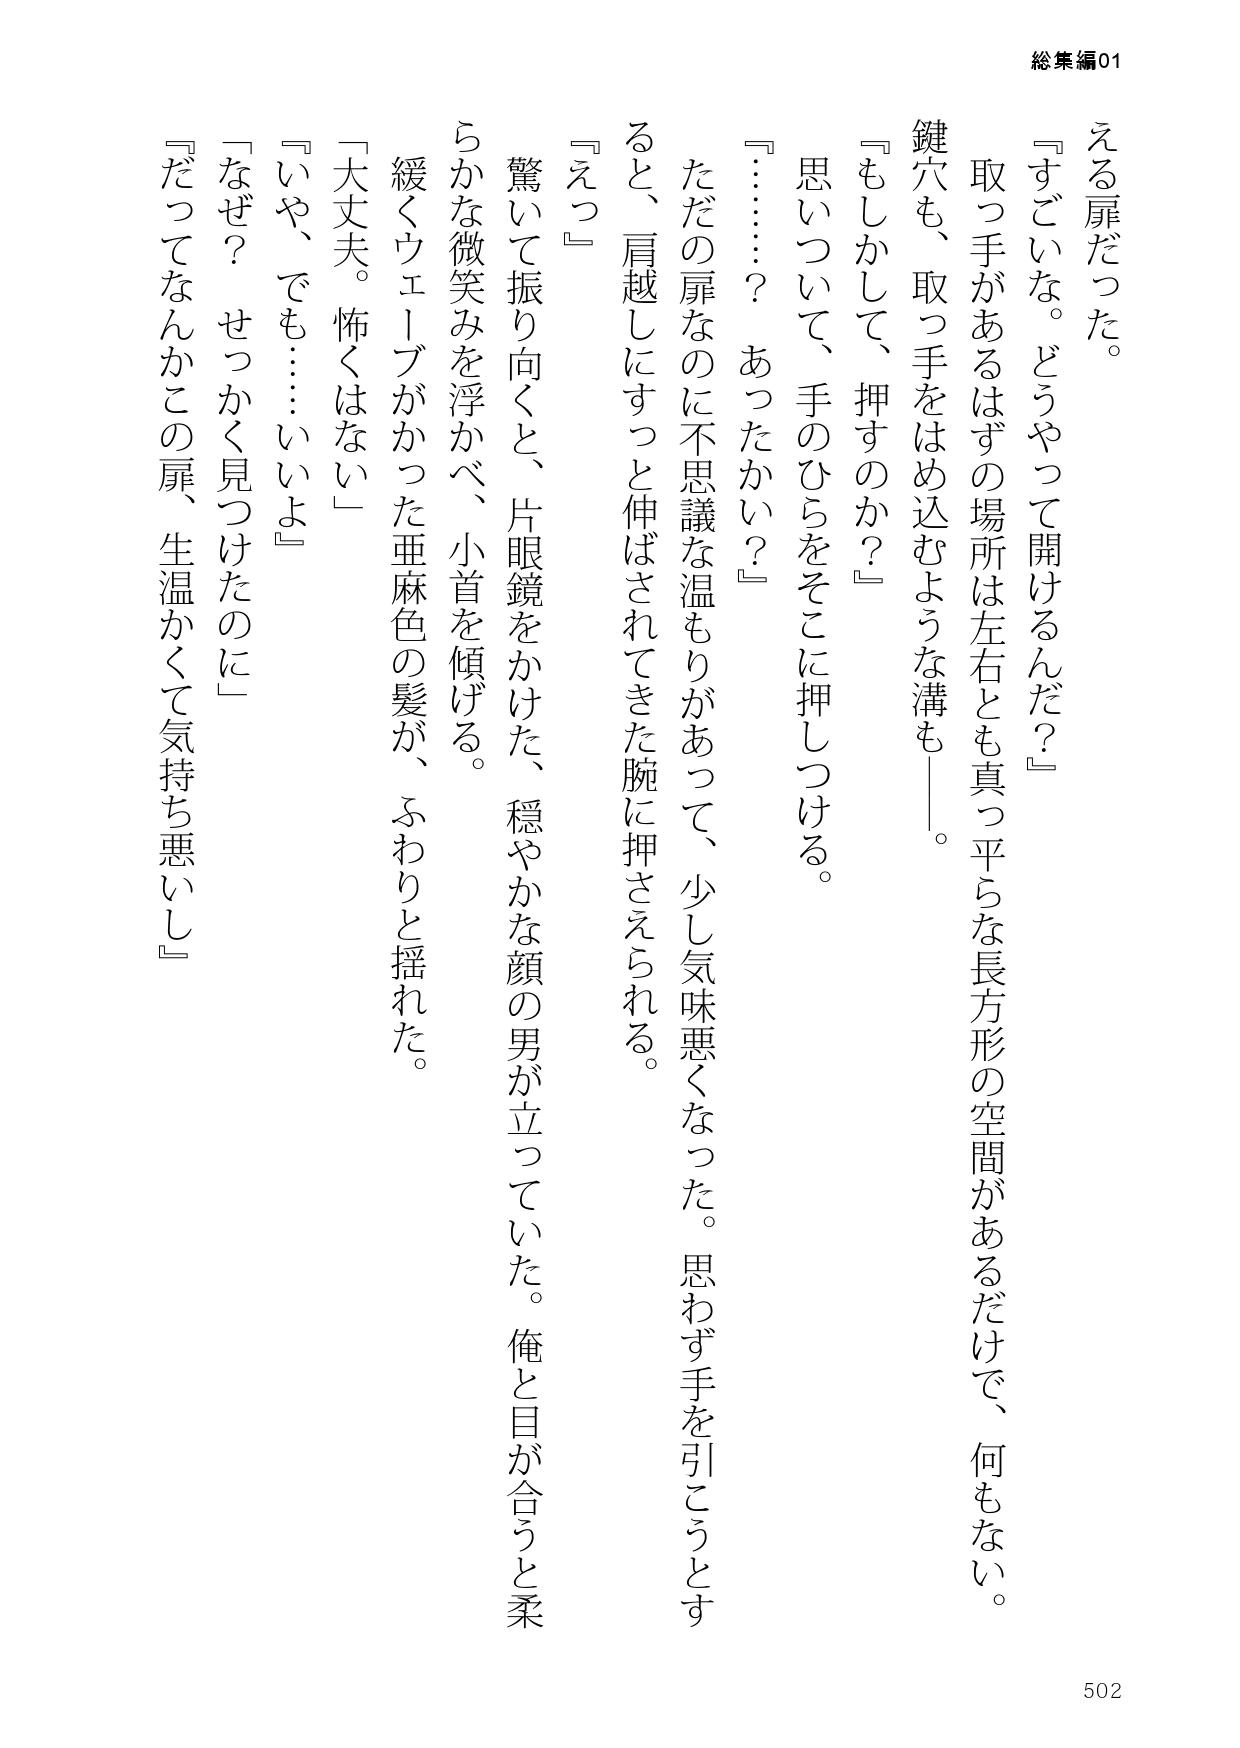 総集編01
える扉だった。
『すごいな。どうやって開けるんだ？』
　取っ手があるはずの場所は左右とも真っ平らな長方形の空間があるだけで、何もない。
鍵穴も、取っ手をはめ込むような溝も――。
『もしかして、押すのか？』
　思いついて、手のひらをそこに押しつける。
『……？　あったかい？』
　ただの扉なのに不思議な温もりがあって、少し気味悪くなった。思わず手を引こうとす
ると、肩越しにすっと伸ばされてきた腕に押さえられる。
『えっ』
　驚いて振り向くと、片眼鏡をかけた、穏やかな顔の男が立っていた。俺と目が合うと柔
らかな微笑みを浮かべ、小首を傾げる。
　緩くウェーブがかった亜麻色の髪が、ふわりと揺れた。
「大丈夫。怖くはない」
『いや、でも……いいよ』
「なぜ？　せっかく見つけたのに」
『だってなんかこの扉、生温かくて気持ち悪いし』
502